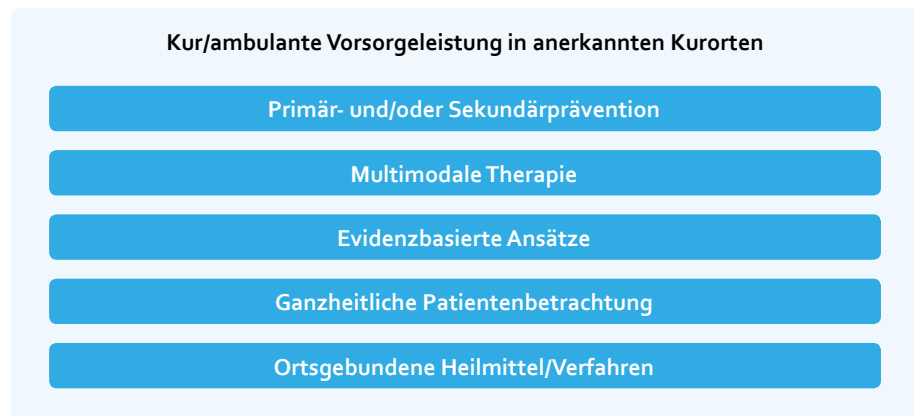 Kur/ambulante Vorsorgeleistung in anerkannten Kurorten
Primär- und/oder Sekundärprävention
Multimodale Therapie
Evidenzbasierte Ansätze
Ganzheitliche Patientenbetrachtung
Ortsgebundene Heilmittel/Verfahren